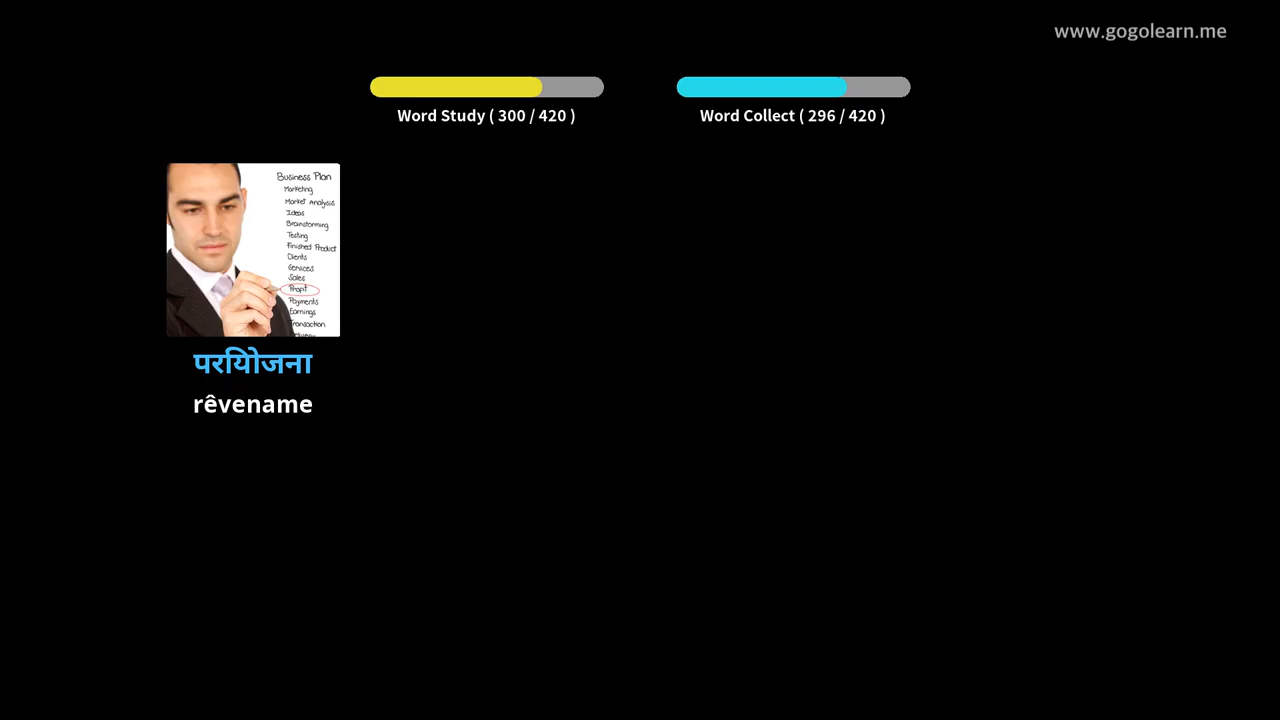 www.gogolearn.me
Word Study ( 300 / 420 )
Word Collect ( 296 / 420 )
Business Plan
Marketing
Market Analysis
Ideas
Brainstorming
Testing
Finished Product
Clients
Services
Sales
Profit
Payments
Earnings
Transaction
Delivery
परियोजना
rêvename